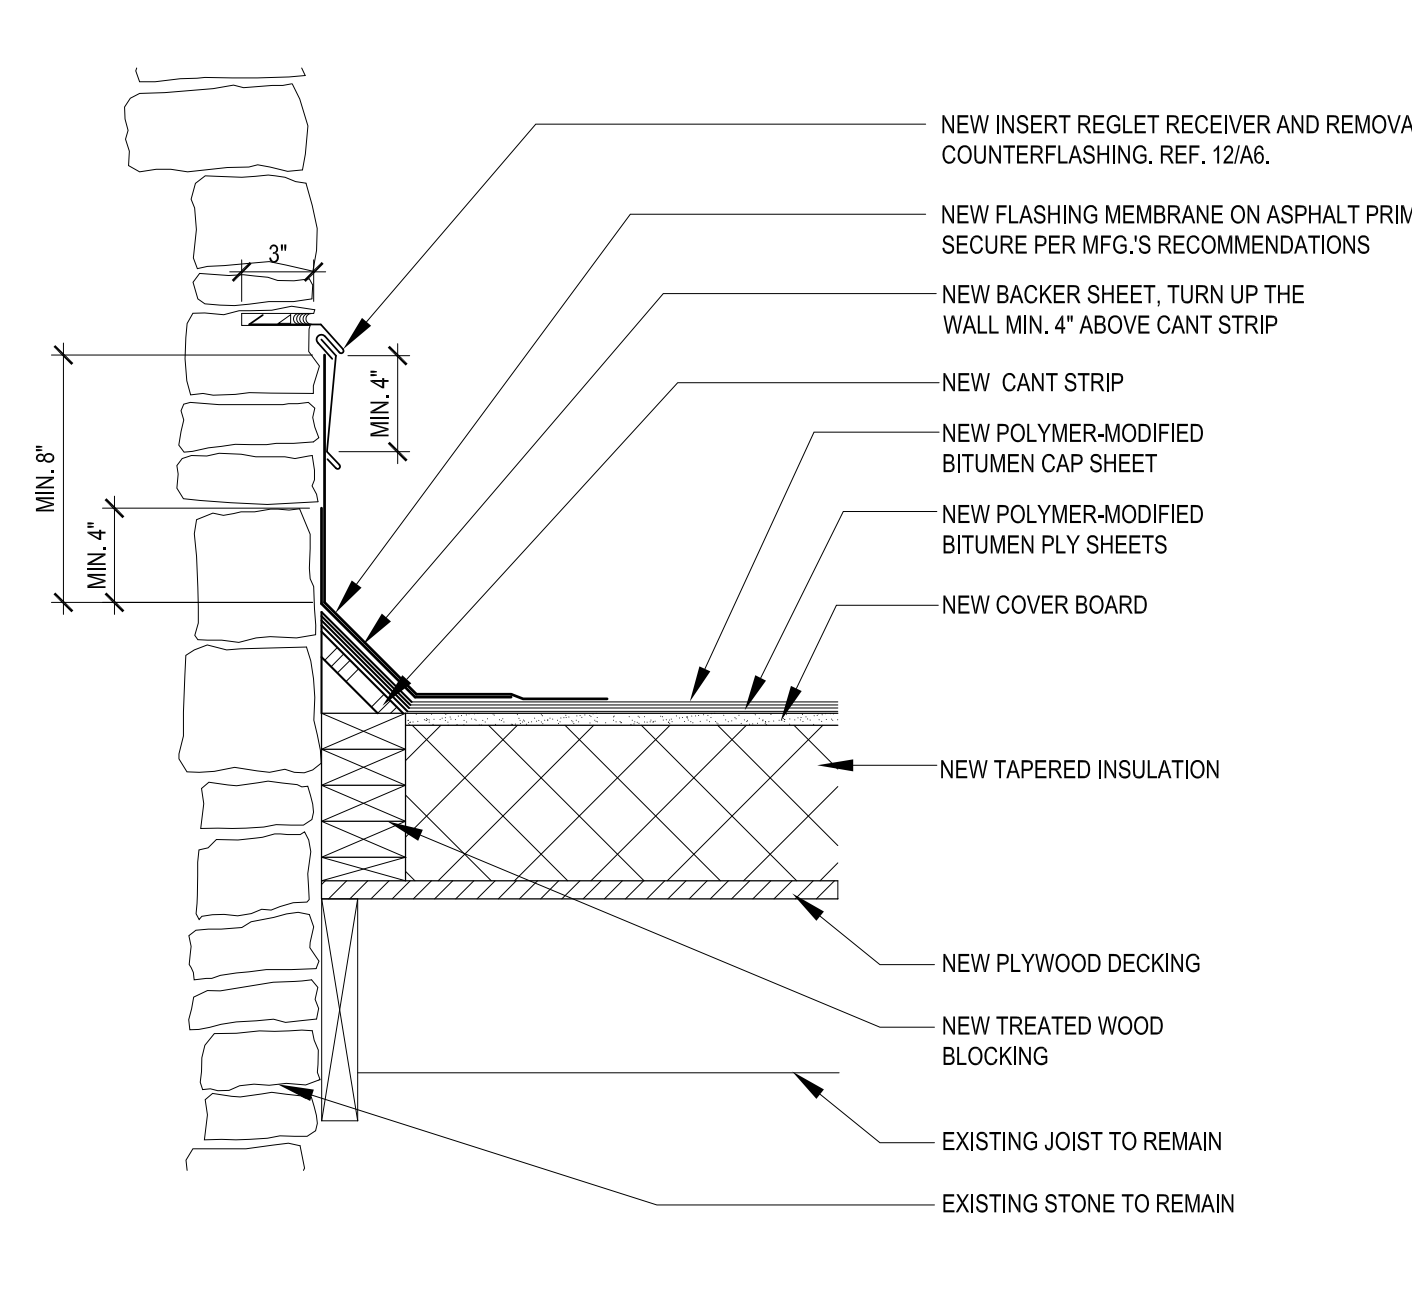 NEW INSERT REGLET RECEIVER AND
COUNTERFLASHING. REF. 12/A6.
NEW FLASHING MEMBRANE ON ASPHALT
SECURE PER MFG.'S RECOMMENDATIONS
3"
NEW BACKER SHEET, TURN UP THE
WALL MIN. 4" ABOVE CANT STRIP
NEW CANT STRIP
MIN. 4"
NEW POLYMER-MODIFIED
BITUMEN CAP SHEET
MIN. 8"
NEW POLYMER-MODIFIED
BITUMEN PLY SHEETS
MIN. 4"
NEW COVER BOARD
NEW TAPERED INSULATION
NEW PLYWOOD DECKING
NEW TREATED WOOD
BLOCKING
EXISTING JOIST TO REMAIN
EXISTING STONE TO REMAIN